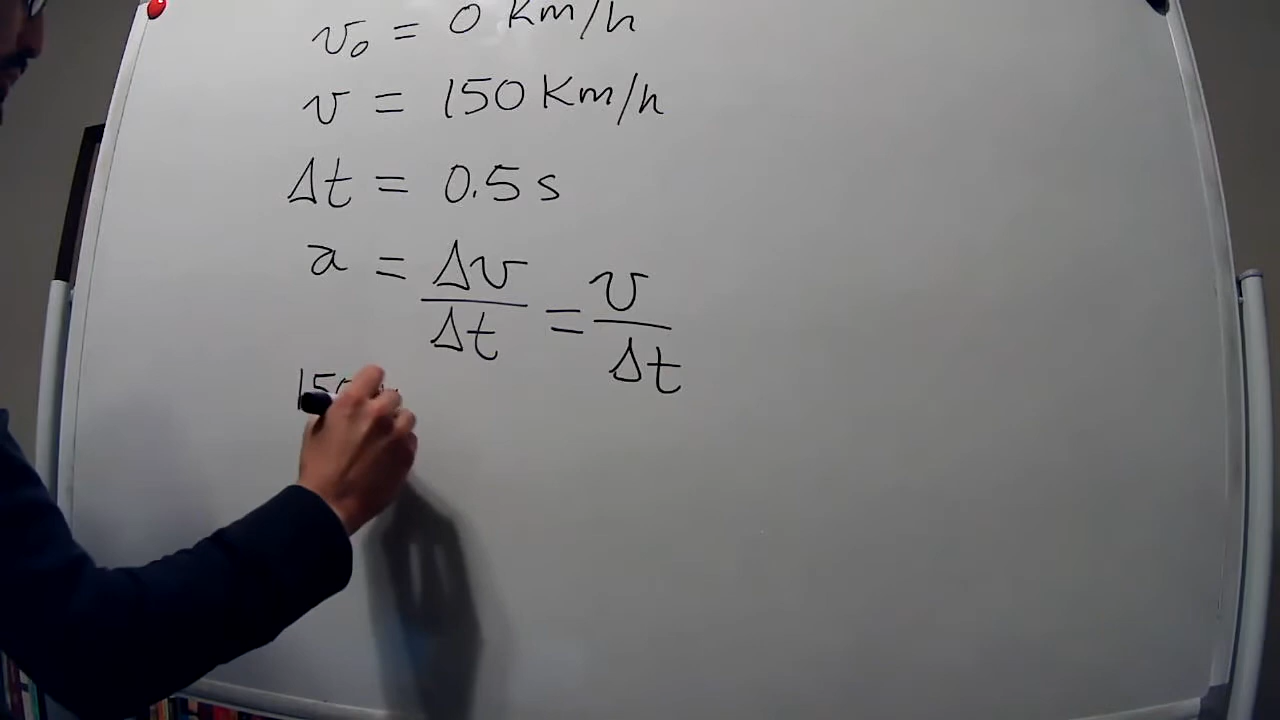 v₀ = 0 Km/h
v = 150 Km/h
Δt = 0.5 s
a = Δv/Δt = v/Δt
150